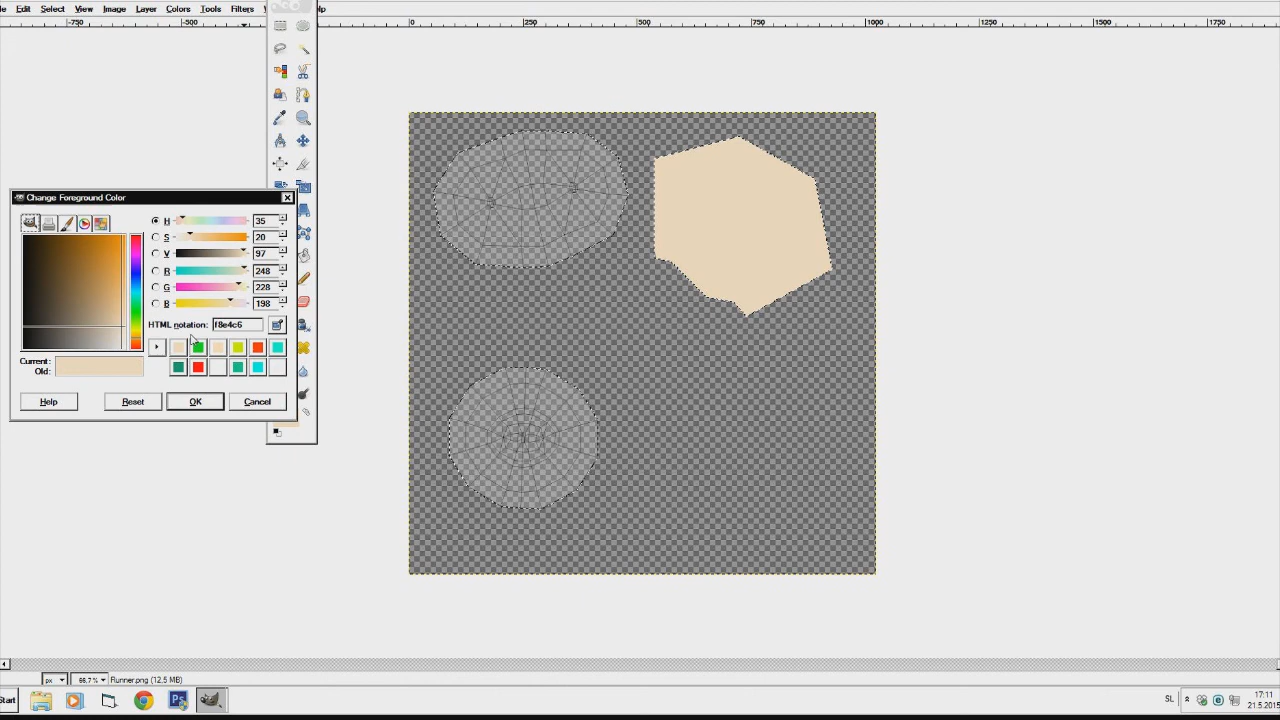 Edit Select View Image Layer Colors Tools Filters
-750 -500 0 250 500 750 1000 1250 1500 1750
Change Foreground Color
H 35
S 20
V 97
R 248
G 228
B 198
HTML notation: f8e4c6
Current:
Old:
Help Reset OK Cancel
px 66,7% Runner.png (12,5 MB)
Start Ps SL 17:11
21.5.2015